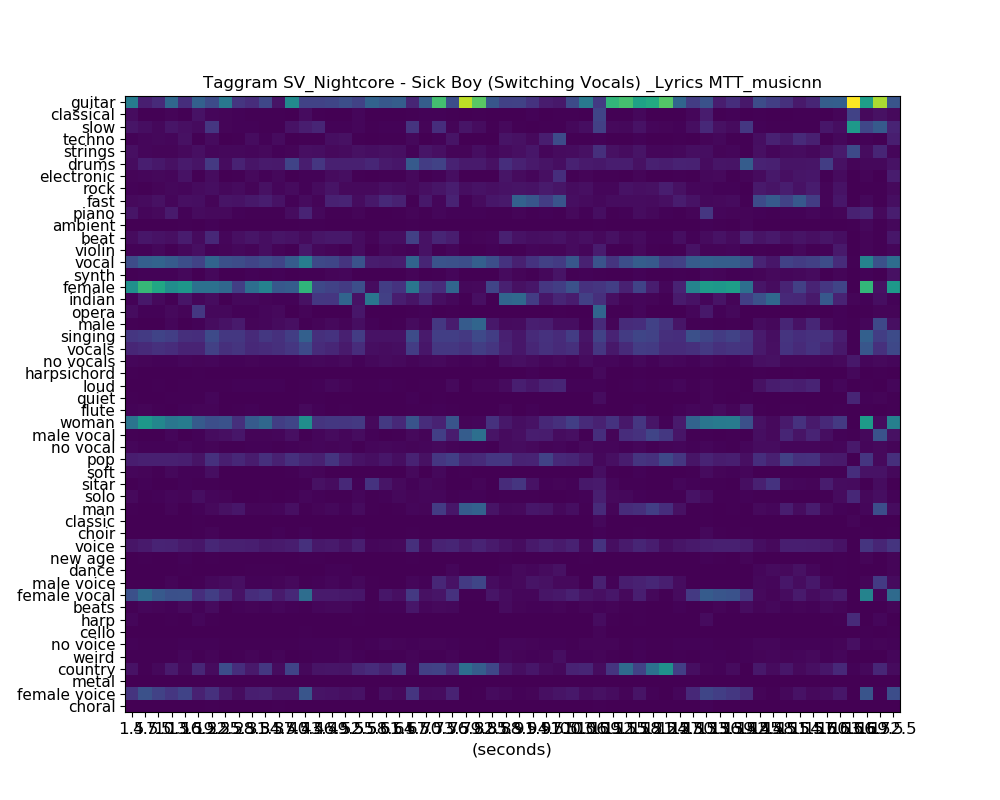 Taggram SV_Nightcore - Sick Boy (Switching Vocals) _Lyrics MTT_musicnn
guitar
classical
slow
techno
strings
drums
electronic
rock
fast
piano
ambient
beat
violin
vocal
synth
female
indian
opera
male
singing
vocals
no vocals
harpsichord
loud
quiet
flute
woman
male vocal
no vocal
pop
soft
sitar
solo
man
classic
choir
voice
new age
dance
male voice
female vocal
beats
harp
cello
no voice
weird
country
metal
female voice
choral
(seconds)